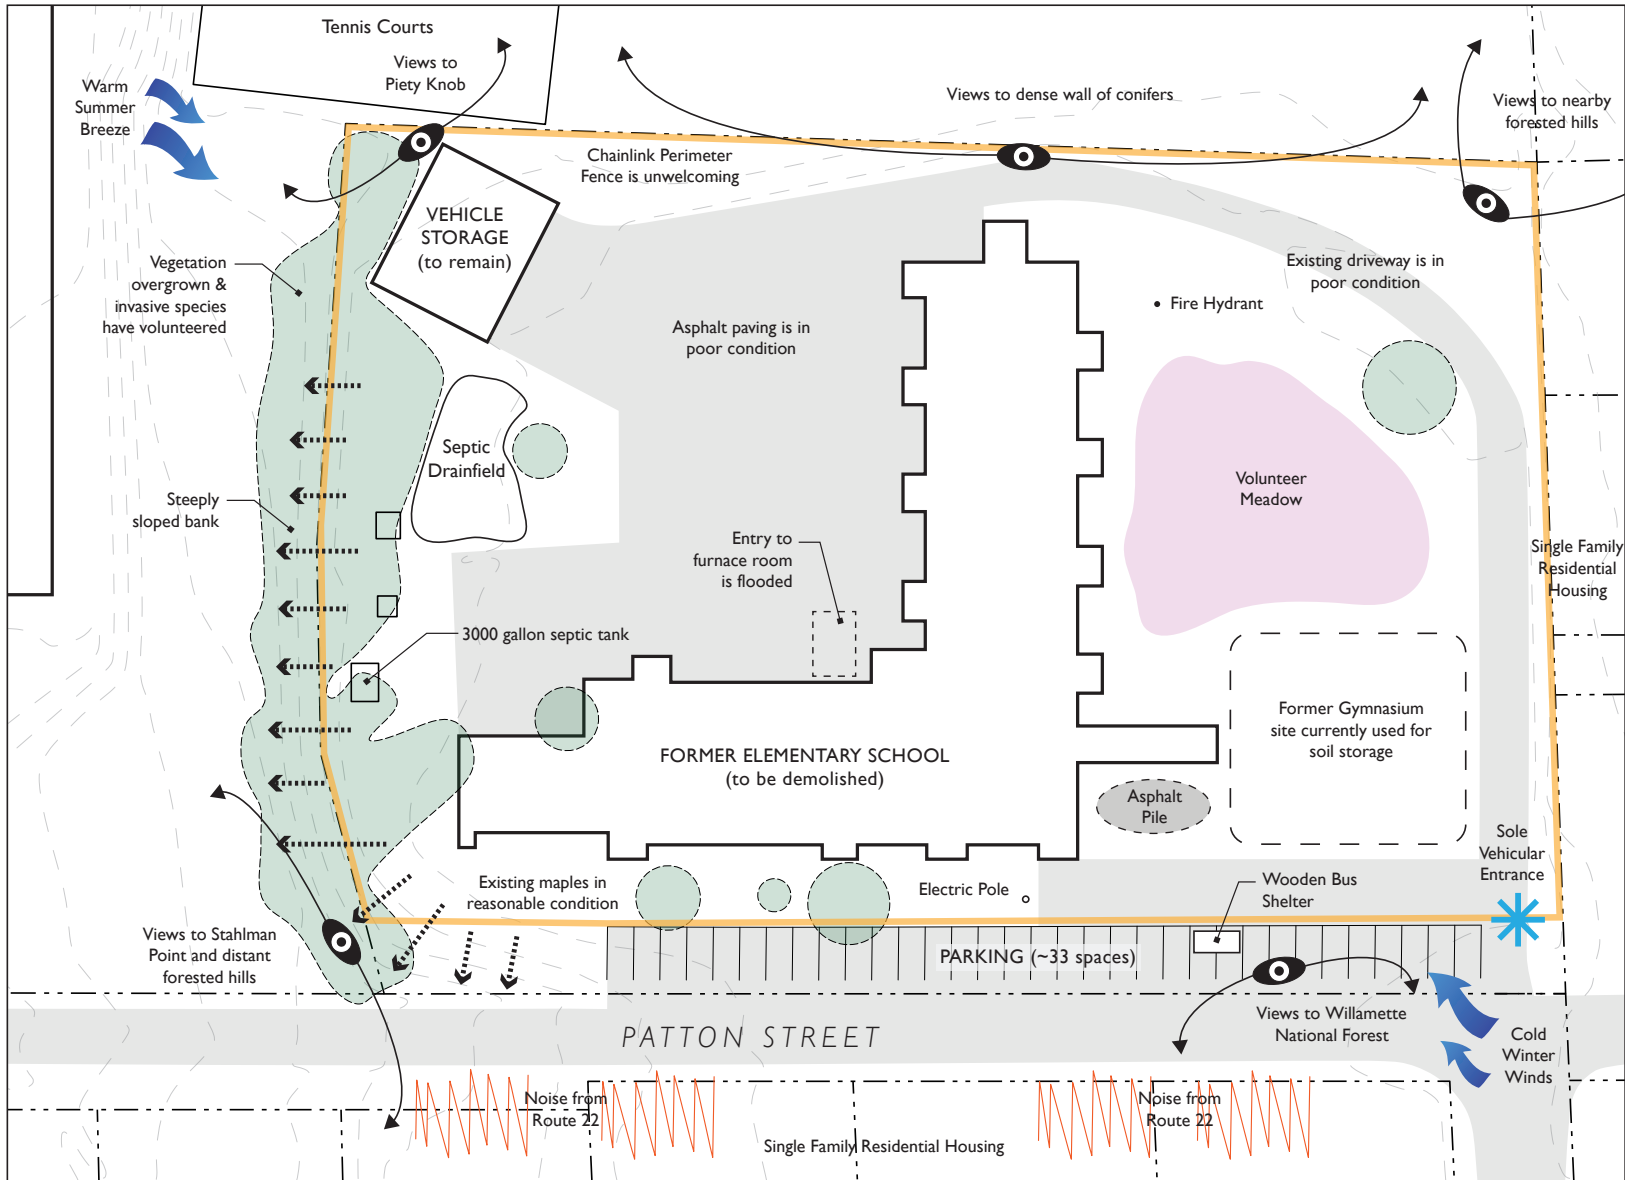 Tennis Courts
Views to
Piety Knob
Warm
Summer
Breeze
Views to dense wall of conifers
Views to nearby
forested hills
Chainlink Perimeter
Fence is unwelcoming
VEHICLE
STORAGE
(to remain)
Vegetation
overgrown &
invasive species
have volunteered
Existing driveway is in
poor condition
Fire Hydrant
Asphalt paving is in
poor condition
Septic
Drainfield
Volunteer
Meadow
Steeply
sloped bank
Entry to
furnace room
is flooded
Single Family
Residential
Housing
3000 gallon septic tank
Former Gymnasium
site currently used for
soil storage
FORMER ELEMENTARY SCHOOL
(to be demolished)
Asphalt
Pile
Sole
Vehicular
Entrance
Existing maples in
reasonable condition
Electric Pole
Wooden Bus
Shelter
Views to Stahlman
Point and distant
forested hills
PARKING (~33 spaces)
Views to Willamette
National Forest
PATTON STREET
Cold
Winter
Winds
Noise from
Route 22
Noise from
Route 22
Single Family Residential Housing